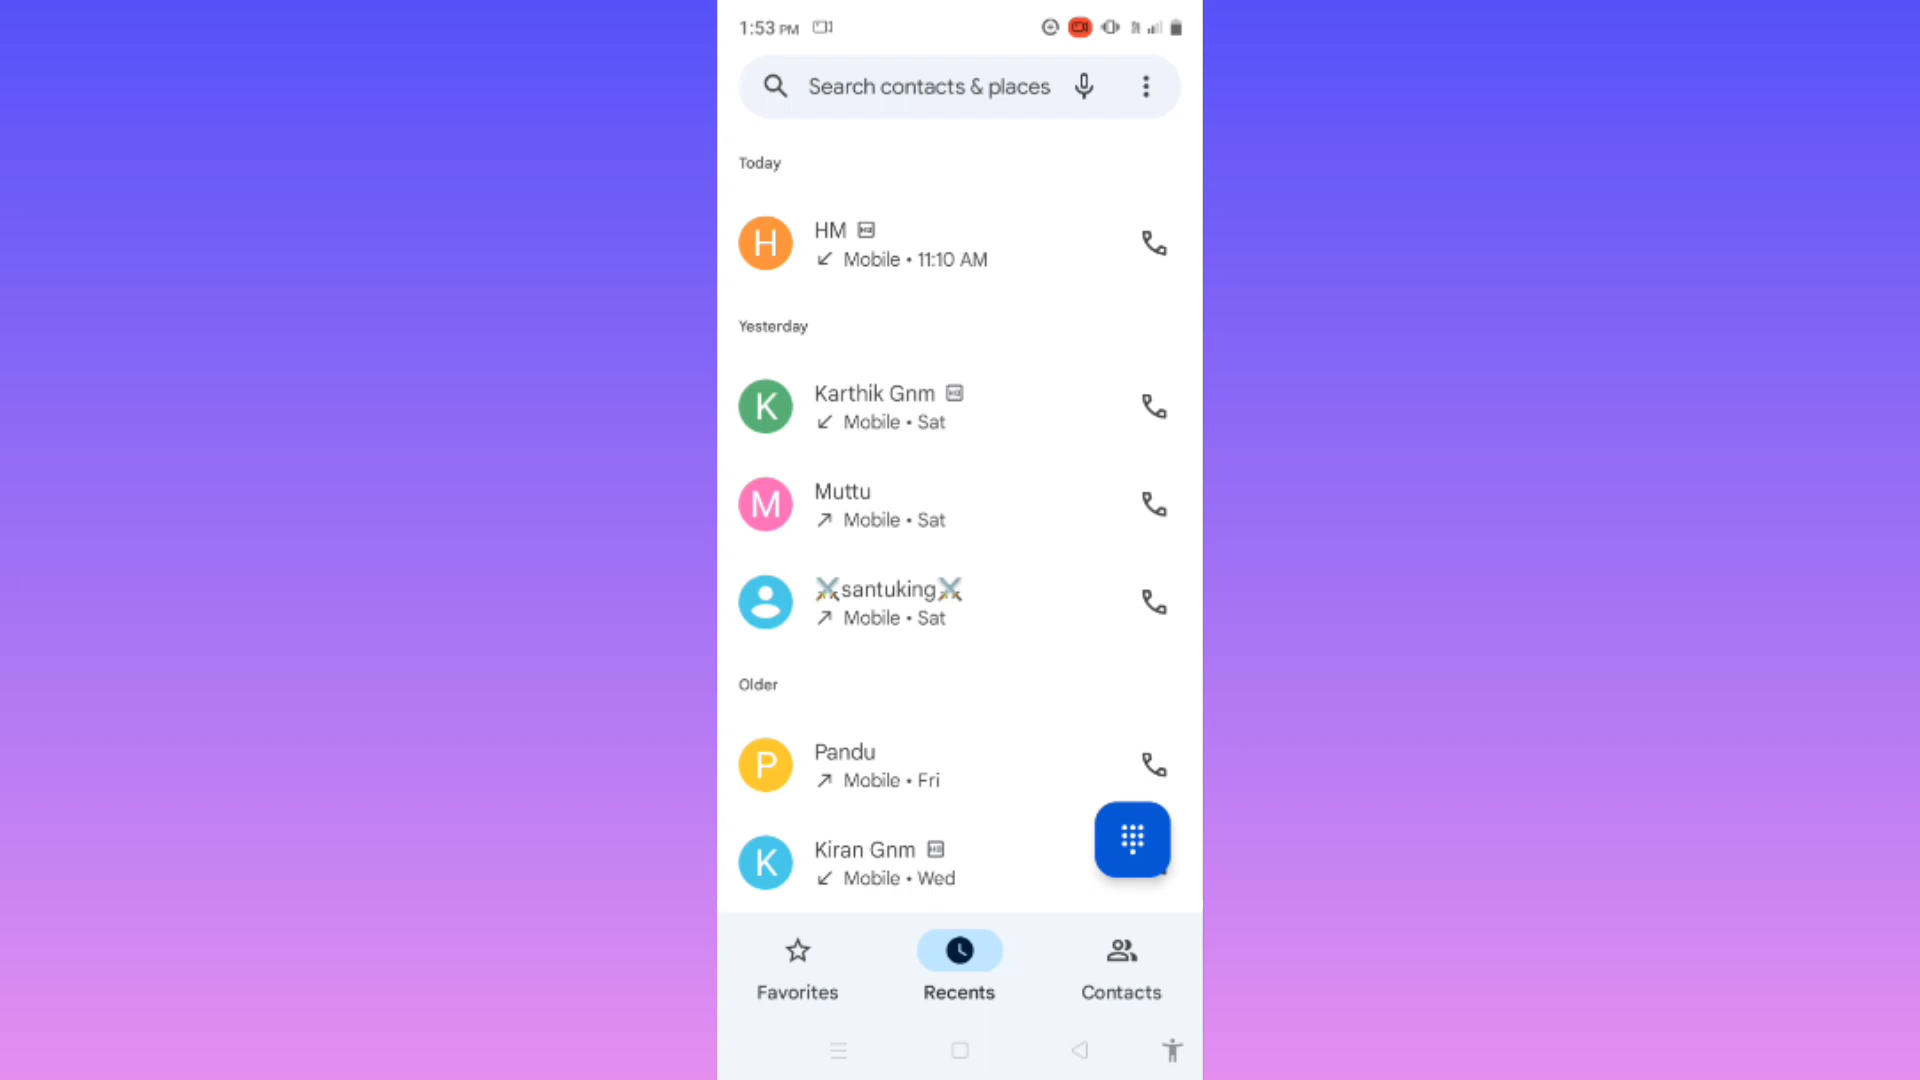 1:53 PM
Search contacts & places
Today
H
HM
Mobile • 11:10 AM
Yesterday
K
Karthik Gnm
Mobile • Sat
M
Muttu
Mobile • Sat
⚔️santuking⚔️
Mobile • Sat
Older
P
Pandu
Mobile • Fri
K
Kiran Gnm
Mobile • Wed
Favorites
Recents
Contacts